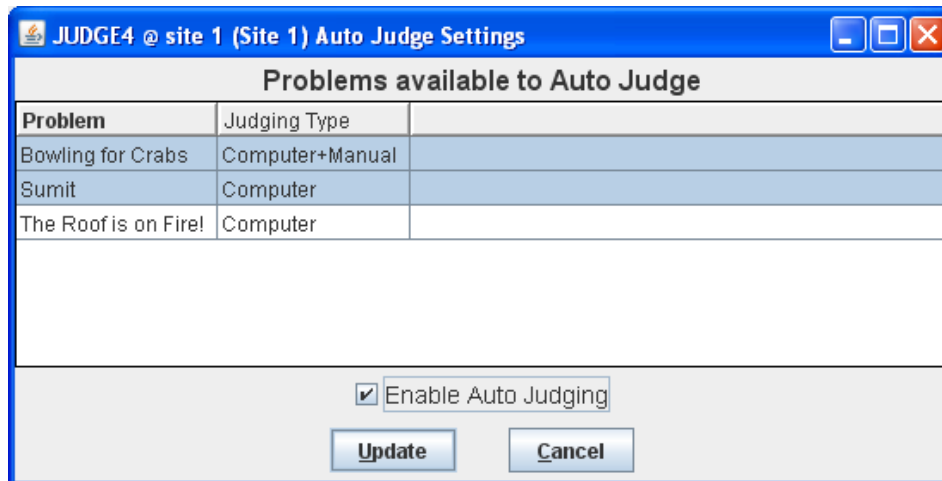 JUDGE4 @ site 1 (Site 1) Auto Judge Settings
Problems available to Auto Judge
Problem Judging Type
Bowling for Crabs Computer+Manual
Sumit Computer
The Roof is on Fire! Computer
Enable Auto Judging
Update Cancel